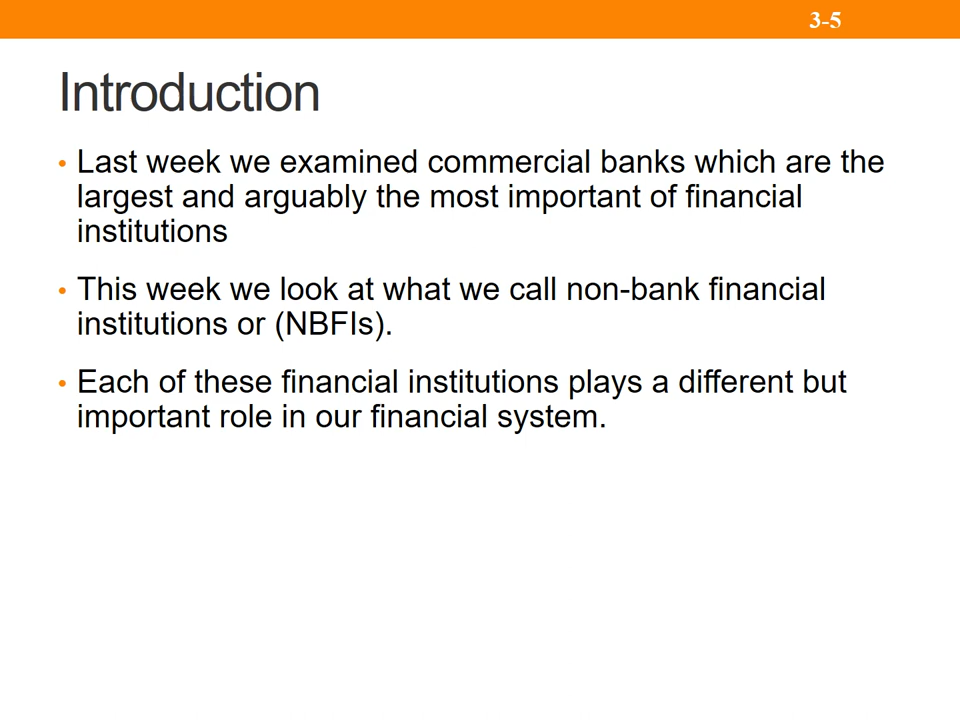 3-5
Introduction
• Last week we examined commercial banks which are the
largest and arguably the most important of financial
institutions
• This week we look at what we call non-bank financial
institutions or (NBFIs).
• Each of these financial institutions plays a different but
important role in our financial system.